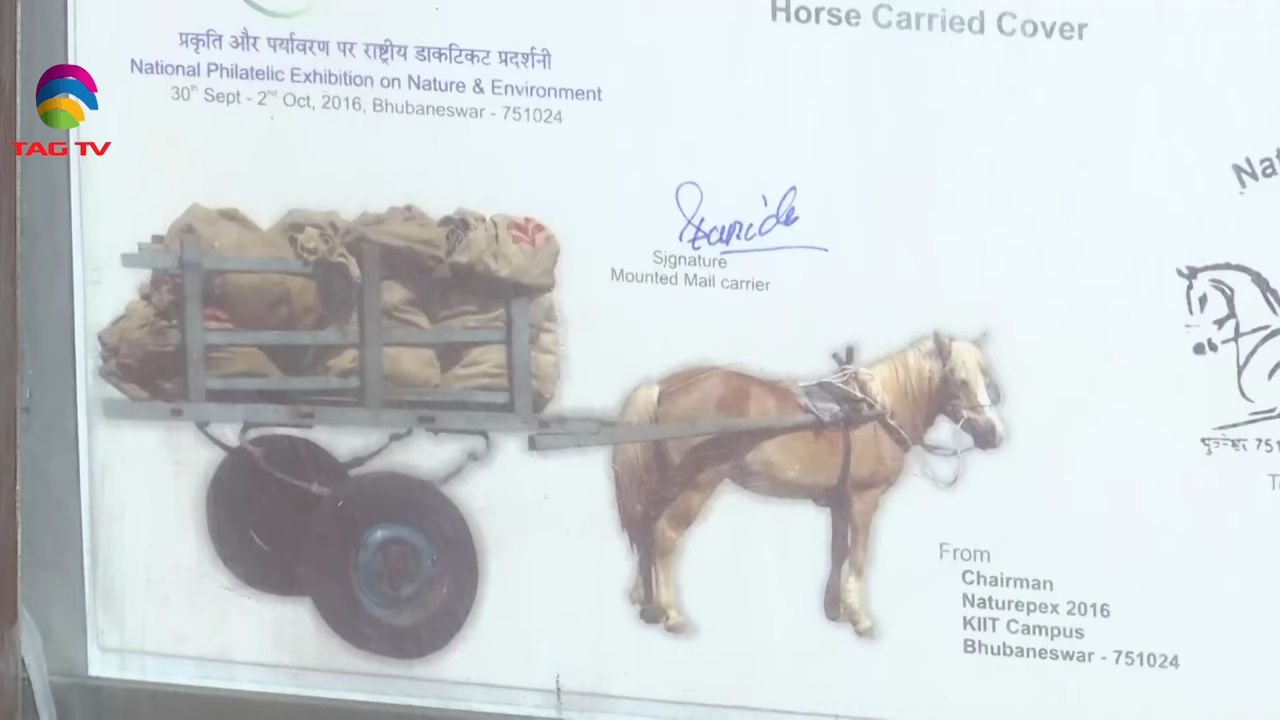 Horse Carried Cover
प्रकृति और पर्यावरण पर राष्ट्रीय डाकटिकट प्रदर्शनी
National Philatelic Exhibition on Nature & Environment
30th Sept - 2nd Oct, 2016, Bhubaneswar - 751024
TAG TV
Signature
Mounted Mail carrier
From
Chairman
Naturepex 2016
KIIT Campus
Bhubaneswar - 751024